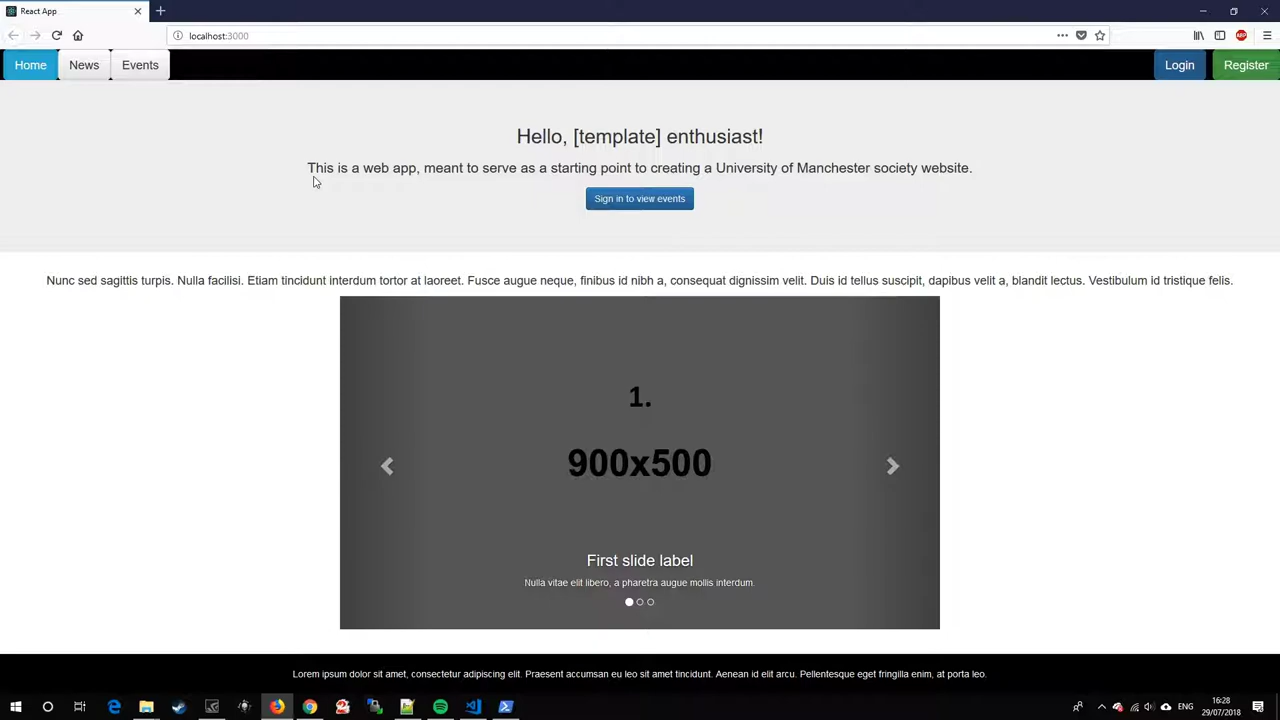 React App
localhost:3000
ABP
Home News Events Login Register
Hello, [template] enthusiast!
This is a web app, meant to serve as a starting point to creating a University of Manchester society website.
Sign in to view events
Nunc sed sagittis turpis. Nulla facilisi. Etiam tincidunt interdum tortor at laoreet. Fusce augue neque, finibus id nibh a, consequat dignissim velit. Duis id tellus suscipit, dapibus velit a, blandit lectus. Vestibulum id tristique felis.
1.
900x500
First slide label
Nulla vitae elit libero, a pharetra augue mollis interdum.
Lorem ipsum dolor sit amet, consectetur adipiscing elit. Praesent accumsan eu leo sit amet tincidunt. Aenean id elit arcu. Pellentesque eget fringilla enim, at porta leo.
ENG
16:28
29/07/2018